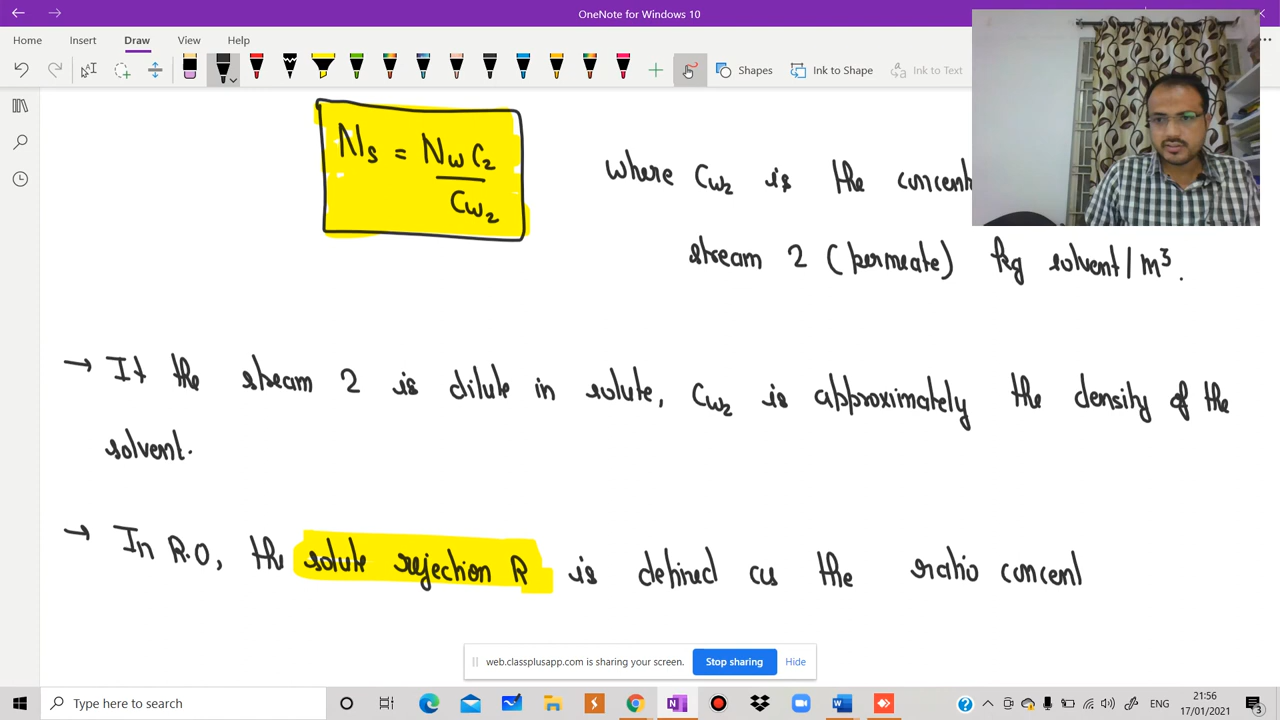 OneNote for Windows 10
Home Insert Draw View Help
Shapes Ink to Shape Ink to Text
Ns = Nw C2 / Cw2
where Cw2 is the concent
stream 2 (permeate) kg solvent/m³.
→ If the stream 2 is dilute in solute, Cw2 is approximately the density of the
solvent.
→ In R.O, the solute rejection R is defined as the ratio concent
web.classplusapp.com is sharing your screen. Stop sharing Hide
Type here to search
ENG
21:56
17/01/2021
3